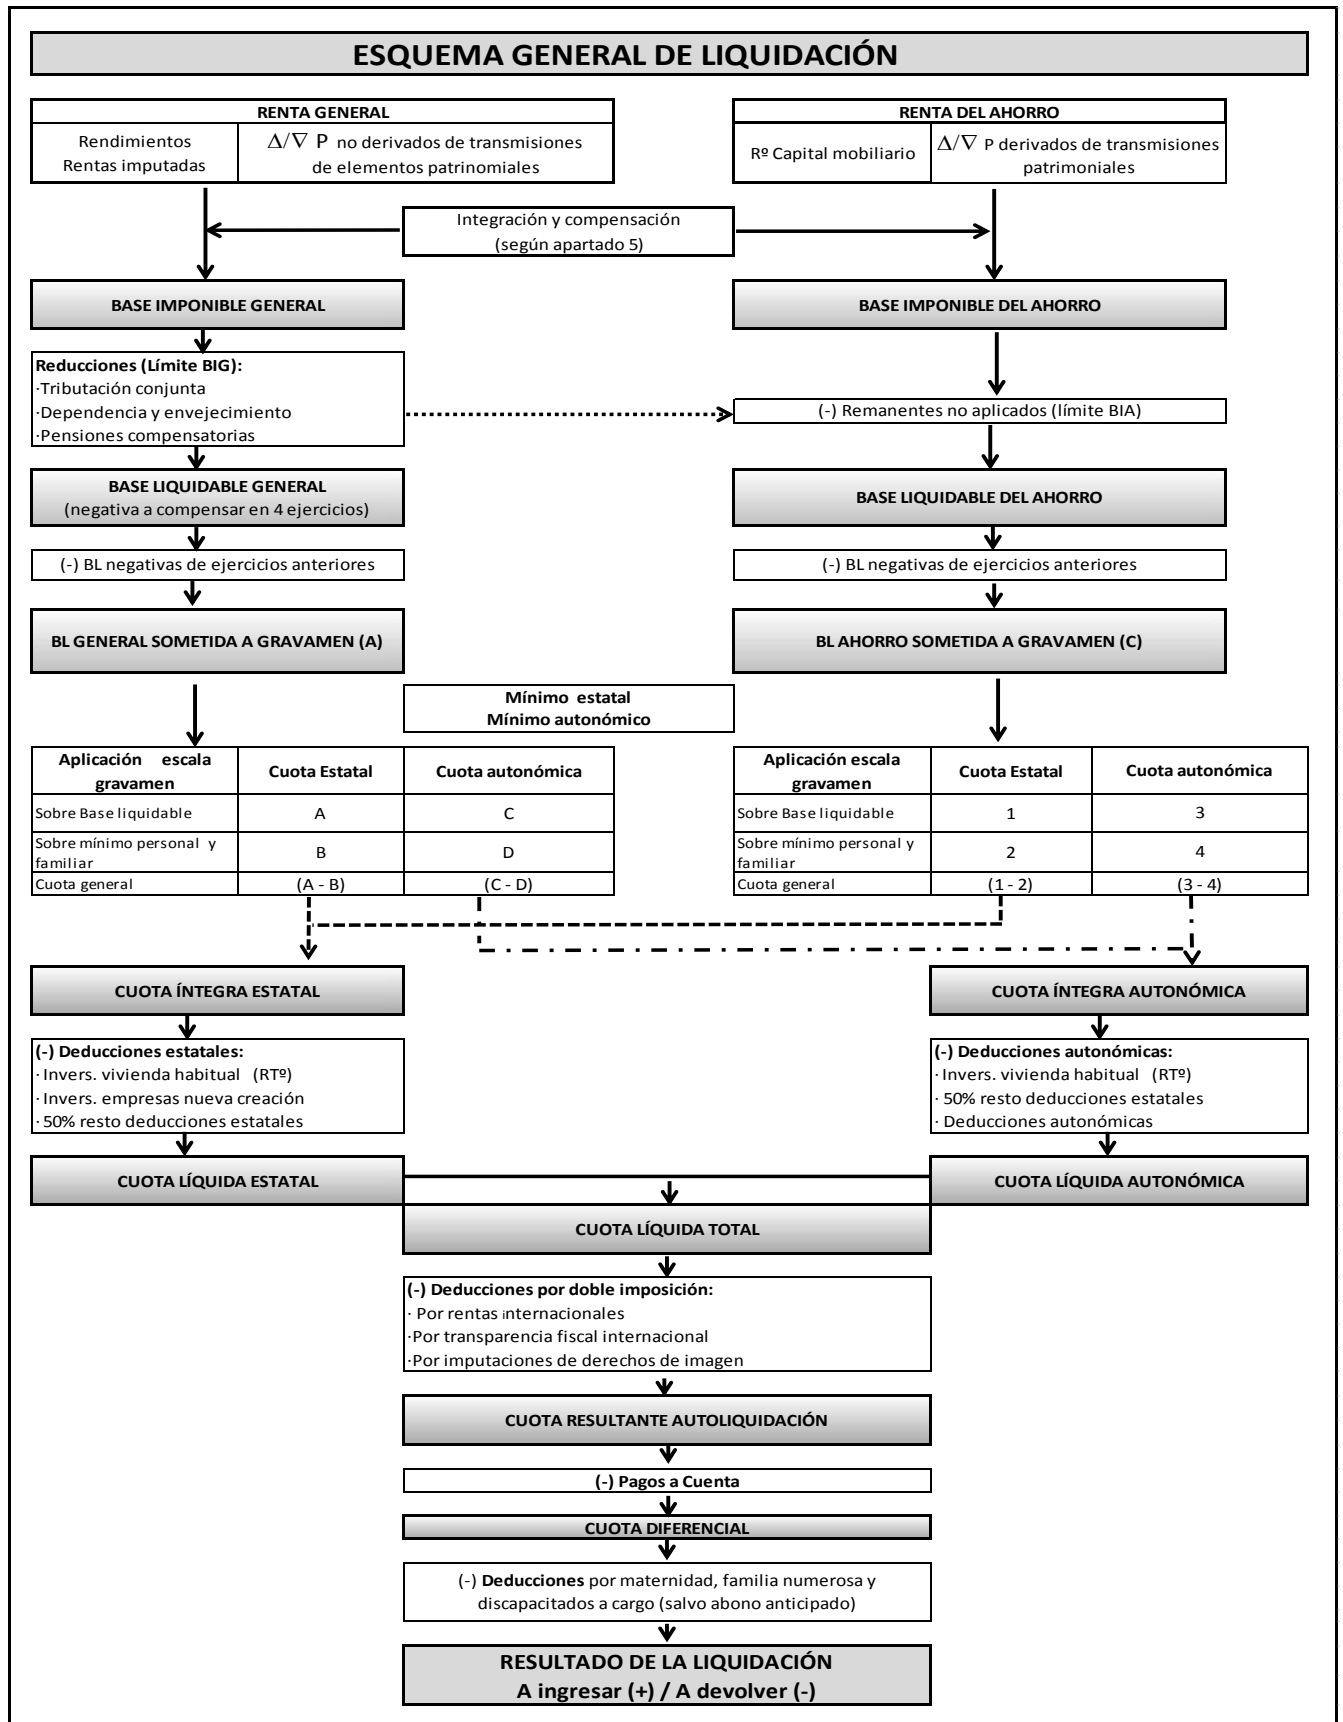 ESQUEMA GENERAL DE LIQUIDACIÓN
RENTA GENERAL
Rendimientos
Rentas imputadas
Δ/∇ P no derivados de transmisiones
de elementos patrinomiales
RENTA DEL AHORRO
Rº Capital mobiliario
Δ/∇ P derivados de transmisiones
patrimoniales
Integración y compensación
(según apartado 5)
BASE IMPONIBLE GENERAL
BASE IMPONIBLE DEL AHORRO
Reducciones (Límite BIG):
·Tributación conjunta
·Dependencia y envejecimiento
·Pensiones compensatorias
(-) Remanentes no aplicados (límite BIA)
BASE LIQUIDABLE GENERAL
(negativa a compensar en 4 ejercicios)
BASE LIQUIDABLE DEL AHORRO
(-) BL negativas de ejercicios anteriores
(-) BL negativas de ejercicios anteriores
BL GENERAL SOMETIDA A GRAVAMEN (A)
BL AHORRO SOMETIDA A GRAVAMEN (C)
Mínimo estatal
Mínimo autonómico
Aplicación escala
gravamen
Cuota Estatal
Cuota autonómica
Sobre Base liquidable
A
C
Sobre mínimo personal y
familiar
B
D
Cuota general
(A - B)
(C - D)
Aplicación escala
gravamen
Cuota Estatal
Cuota autonómica
Sobre Base liquidable
1
3
Sobre mínimo personal y
familiar
2
4
Cuota general
(1 - 2)
(3 - 4)
CUOTA ÍNTEGRA ESTATAL
CUOTA ÍNTEGRA AUTONÓMICA
(-) Deducciones estatales:
· Invers. vivienda habitual (RTº)
· Invers. empresas nueva creación
· 50% resto deducciones estatales
(-) Deducciones autonómicas:
· Invers. vivienda habitual (RTº)
· 50% resto deducciones estatales
· Deducciones autonómicas
CUOTA LÍQUIDA ESTATAL
CUOTA LÍQUIDA AUTONÓMICA
CUOTA LÍQUIDA TOTAL
(-) Deducciones por doble imposición:
· Por rentas internacionales
·Por transparencia fiscal internacional
·Por imputaciones de derechos de imagen
CUOTA RESULTANTE AUTOLIQUIDACIÓN
(-) Pagos a Cuenta
CUOTA DIFERENCIAL
(-) Deducciones por maternidad, familia numerosa y
discapacitados a cargo (salvo abono anticipado)
RESULTADO DE LA LIQUIDACIÓN
A ingresar (+) / A devolver (-)